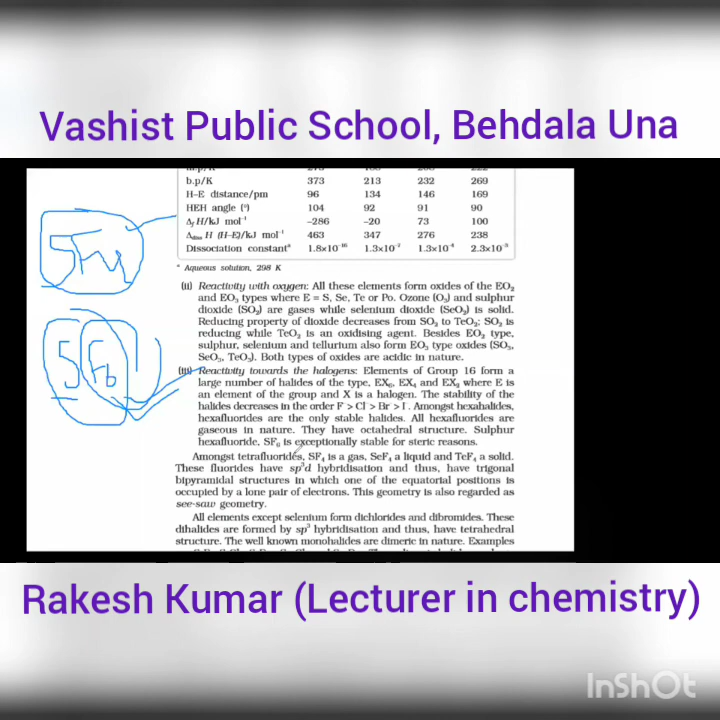 Vashist Public School, Behdala Una
b.p/K 373 213 232 269
H–E distance/pm 96 134 146 169
HEH angle (°) 104 92 91 90
ΔfH/kJ mol⁻¹ –286 –20 73 100
ΔdissH (H–E)/kJ mol⁻¹ 463 347 276 238
Dissociation constantᵃ 1.8×10⁻¹⁶ 1.3×10⁻⁷ 1.3×10⁻⁴ 2.3×10⁻³
ᵃ Aqueous solution, 298 K
(ii) Reactivity with oxygen: All these elements form oxides of the EO₂
and EO₃ types where E = S, Se, Te or Po. Ozone (O₃) and sulphur
dioxide (SO₂) are gases while selenium dioxide (SeO₂) is solid.
Reducing property of dioxide decreases from SO₂ to TeO₂; SO₂ is
reducing while TeO₂ is an oxidising agent. Besides EO₂ type,
sulphur, selenium and tellurium also form EO₃ type oxides (SO₃,
SeO₃, TeO₃). Both types of oxides are acidic in nature.
(iii) Reactivity towards the halogens: Elements of Group 16 form a
large number of halides of the type, EX₆, EX₄ and EX₂ where E is
an element of the group and X is a halogen. The stability of the
halides decreases in the order F⁻ > Cl⁻ > Br⁻ > I⁻. Amongst hexahalides,
hexafluorides are the only stable halides. All hexafluorides are
gaseous in nature. They have octahedral structure. Sulphur
hexafluoride, SF₆ is exceptionally stable for steric reasons.
Amongst tetrafluorides, SF₄ is a gas, SeF₄ a liquid and TeF₄ a solid.
These fluorides have sp³d hybridisation and thus, have trigonal
bipyramidal structures in which one of the equatorial positions is
occupied by a lone pair of electrons. This geometry is also regarded as
see-saw geometry.
All elements except selenium form dichlorides and dibromides. These
dihalides are formed by sp³ hybridisation and thus, have tetrahedral
structure. The well known monohalides are dimeric in nature. Examples
Rakesh Kumar (Lecturer in chemistry)
InShOt